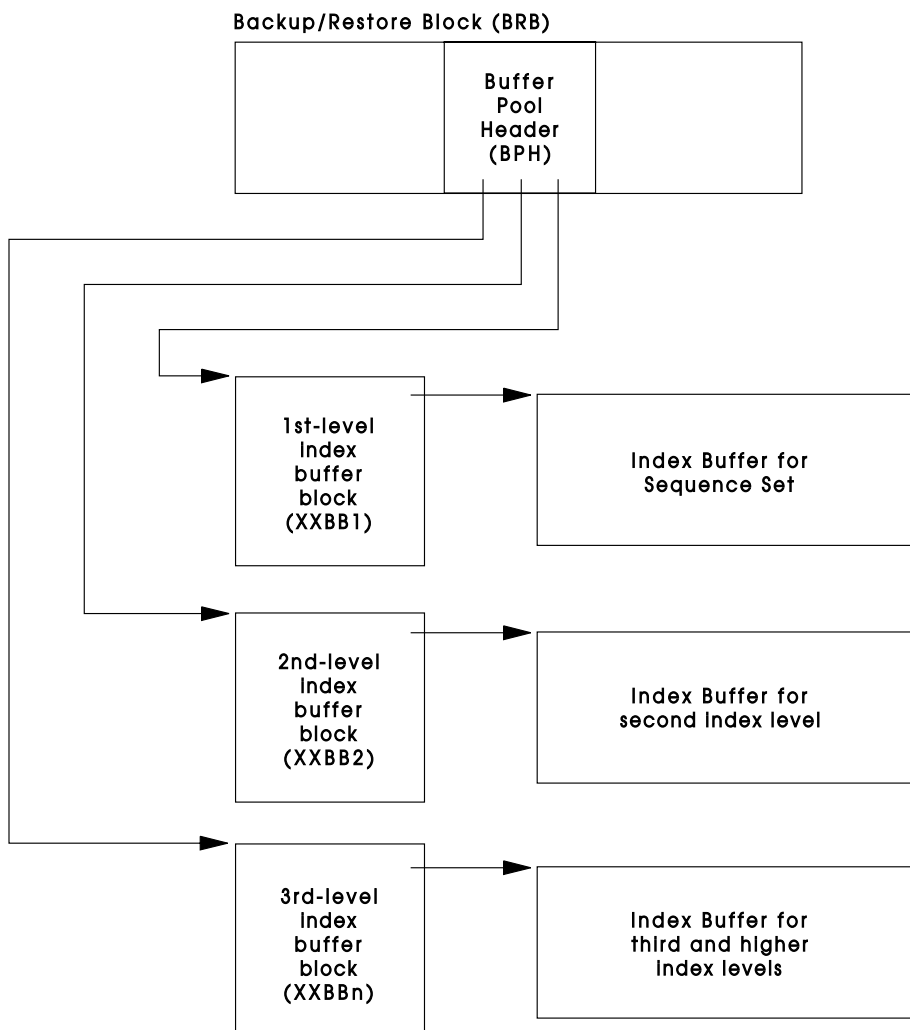 Backup/Restore Block (BRB)
Buffer
Pool
Header
(BPH)
1st-level
index
buffer
block
(XXBB1)
Index Buffer for
Sequence Set
2nd-level
index
buffer
block
(XXBB2)
Index Buffer for
second index level
3rd-level
index
buffer
block
(XXBBn)
Index Buffer for
third and higher
index levels